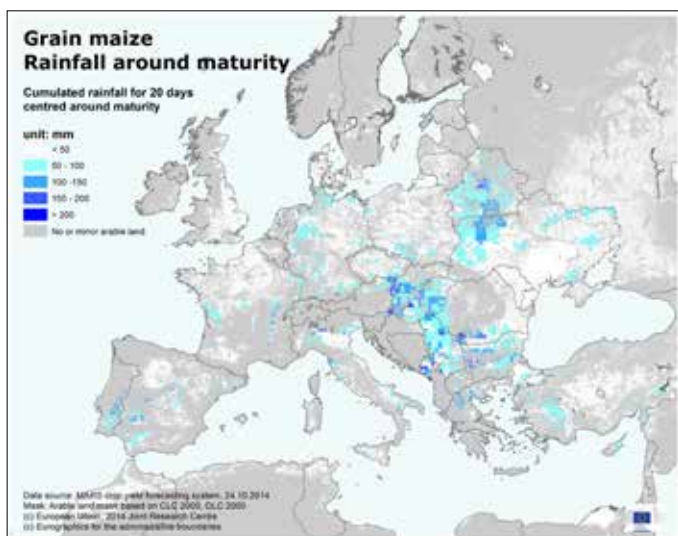 Grain maize
Rainfall around maturity
Cumulated rainfall for 20 days
centred around maturity
unit: mm
< 50
50 - 100
100 -150
150 - 200
> 200
No or minor arable land
Data source: MARS crop yield forecasting system, 24.10.2014
Mask: Arable land mask based on CLC 2000, GLC 2000
(c) European Union, 2014 Joint Research Centre
(c) Eurographics for the administrative boundaries